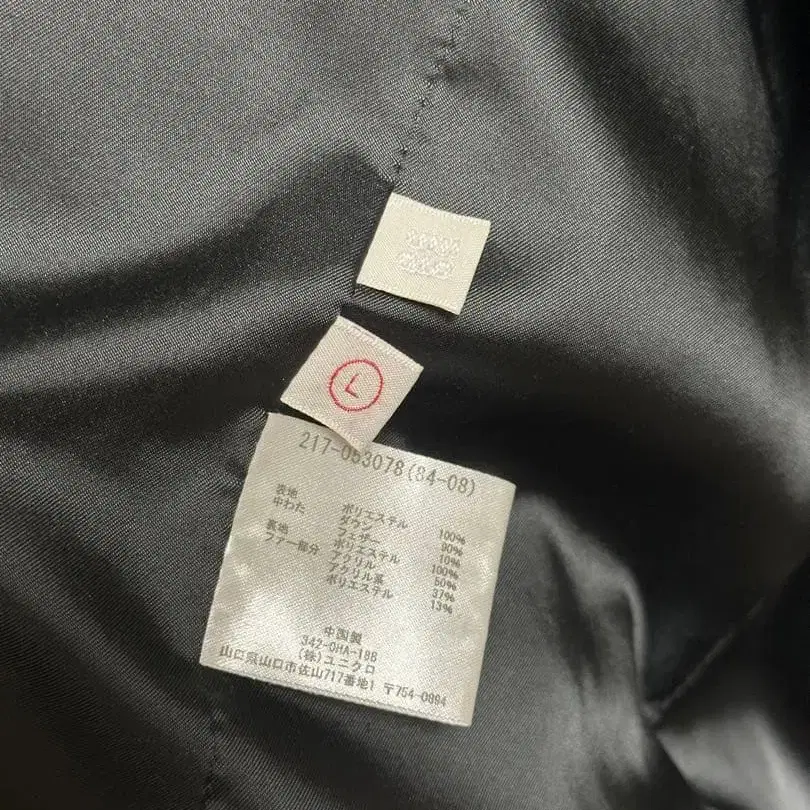 L
217-053078(84-08)
表地 ポリエステル 100%
中わた ダウン 90%
フェザー 10%
裏地 ポリエステル 100%
ファー部分 アクリル 50%
アクリル系 37%
ポリエステル 13%
中国製
342-OHA-18B
(株)ユニクロ
山口県山口市佐山717番地1 〒754-0894